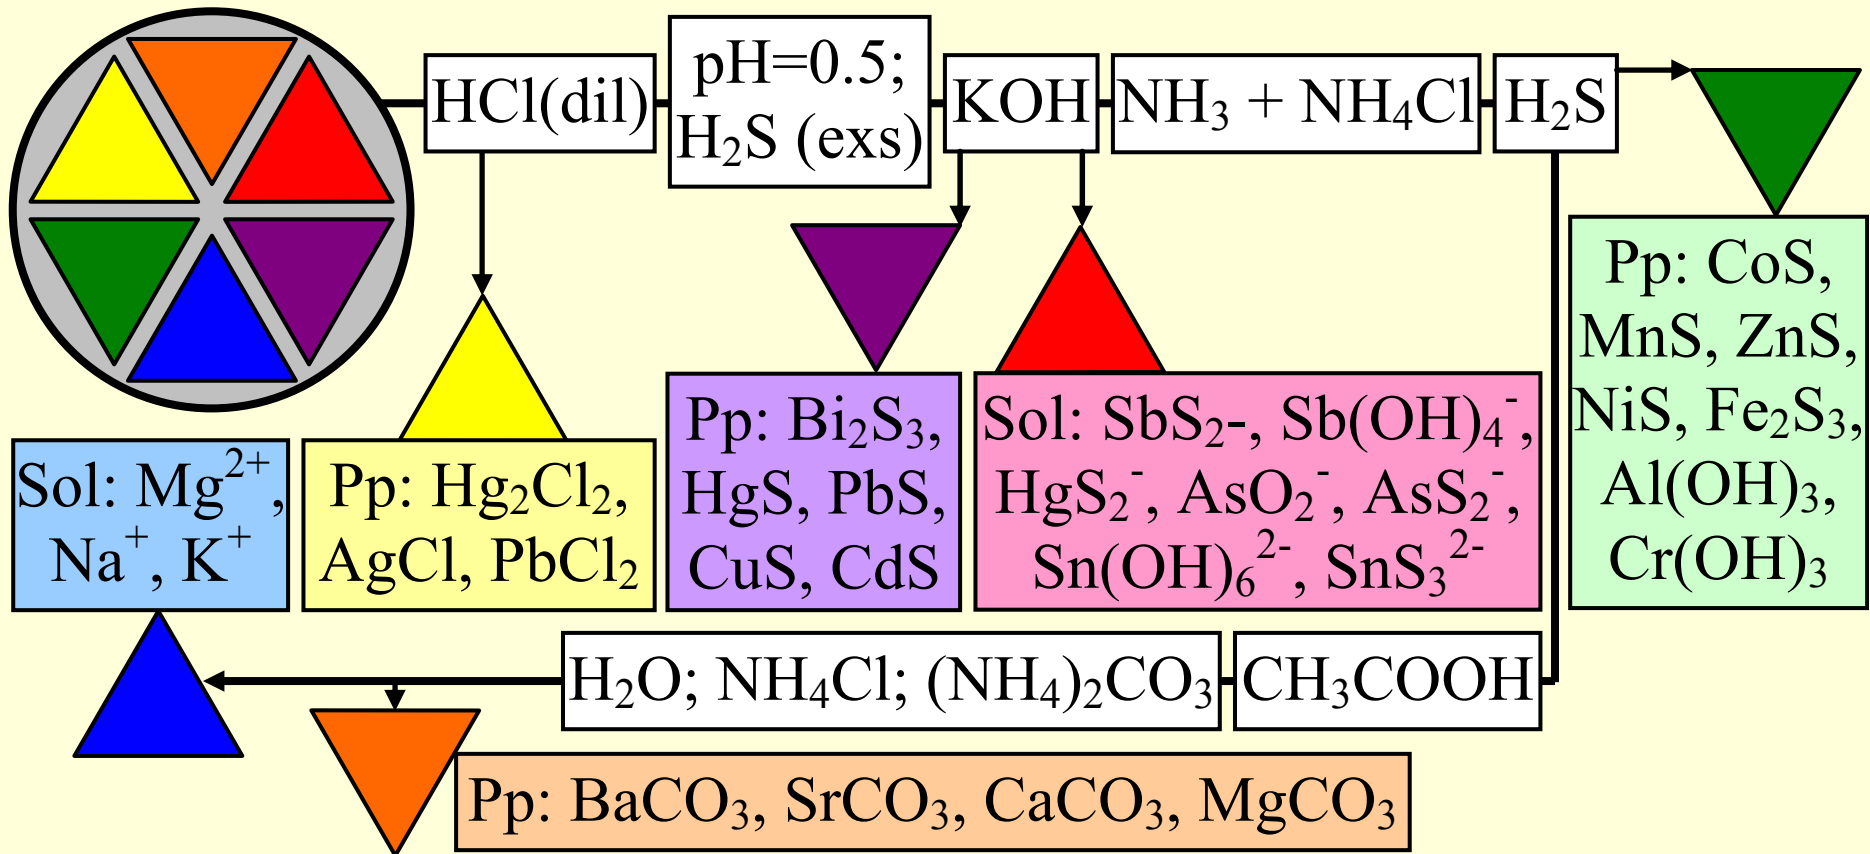 HCl(dil)
pH=0.5;
H₂S (exs)
KOH
NH₃ + NH₄Cl
H₂S
Pp: CoS,
MnS, ZnS,
NiS, Fe₂S₃,
Al(OH)₃,
Cr(OH)₃
Sol: Mg²⁺,
Na⁺, K⁺
Pp: Hg₂Cl₂,
AgCl, PbCl₂
Pp: Bi₂S₃,
HgS, PbS,
CuS, CdS
Sol: SbS₂-, Sb(OH)₄⁻,
HgS₂⁻, AsO₂⁻, AsS₂⁻,
Sn(OH)₆²⁻, SnS₃²⁻
H₂O; NH₄Cl; (NH₄)₂CO₃
CH₃COOH
Pp: BaCO₃, SrCO₃, CaCO₃, MgCO₃